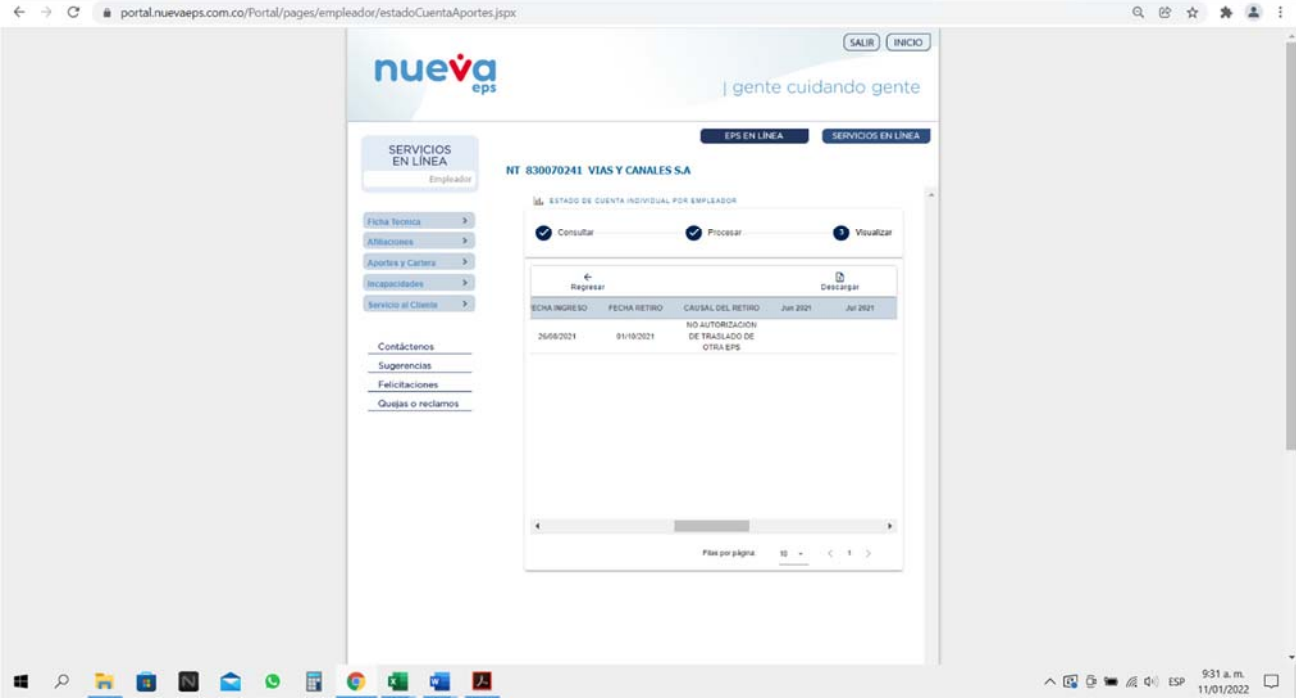 portal.nuevaeps.com.co/Portal/pages/empleador/estadoCuentaAportes.jspx
SALIR INICIO
nueva
eps
| gente cuidando gente
EPS EN LÍNEA SERVICIOS EN LÍNEA
SERVICIOS
EN LÍNEA
Empleador
NT 830070241 VIAS Y CANALES S.A
ESTADO DE CUENTA INDIVIDUAL POR EMPLEADOR
Ficha Tecnica
Afiliaciones
Aportes y Cartera
Incapacidades
Servicio al Cliente
Contáctenos
Sugerencias
Felicitaciones
Quejas o reclamos
Consultar Procesar 3 Visualizar
Regresar Descargar
ECHA INGRESO FECHA RETIRO CAUSAL DEL RETIRO Jun 2021 Jul 2021
26/08/2021 01/10/2021 NO AUTORIZACION
DE TRASLADO DE
OTRA EPS
Filas por página: 10 1
ESP
9:31 a. m.
11/01/2022